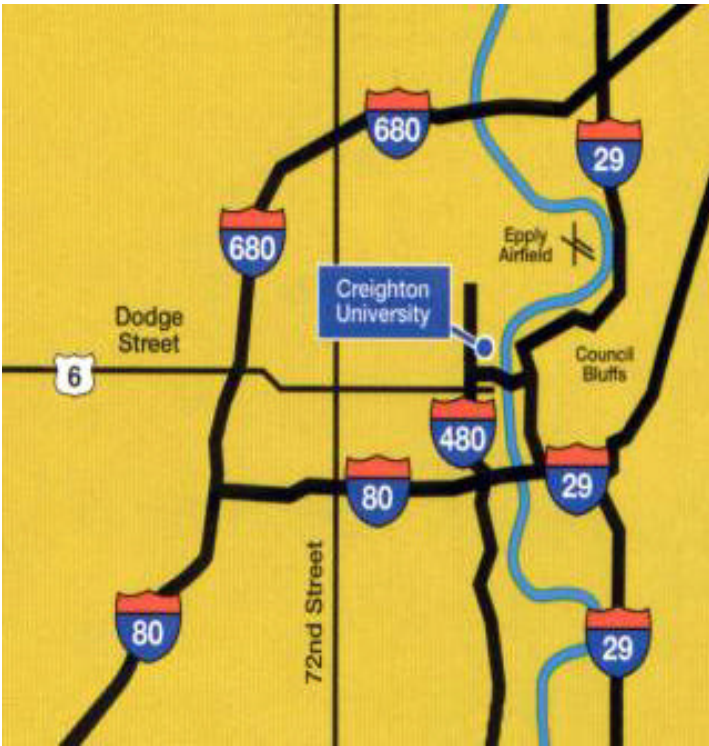 680
29
680
Epply
Airfield
Creighton
University
Dodge
Street
Council
Bluffs
6
480
80
29
72nd Street
80
29